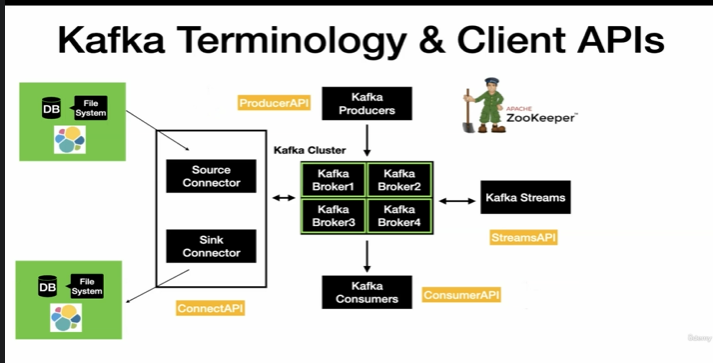 Kafka Terminology & Client APIs
DB
File
System
ProducerAPI
Kafka
Producers
APACHE
ZooKeeper™
Kafka Cluster
Source
Connector
Kafka
Broker1
Kafka
Broker2
Kafka
Broker3
Kafka
Broker4
Kafka Streams
StreamsAPI
Sink
Connector
DB
File
System
ConnectAPI
Kafka
Consumers
ConsumerAPI
Udemy